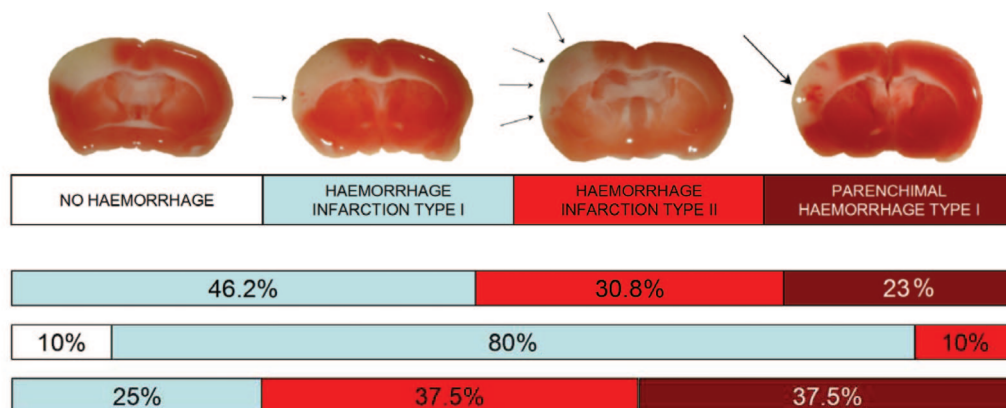 NO HAEMORRHAGE
HAEMORRHAGE
INFARCTION TYPE I
HAEMORRHAGE
INFARCTION TYPE II
PARENCHIMAL
HAEMORRHAGE TYPE I
46.2% 30.8% 23%
10% 80% 10%
25% 37.5% 37.5%